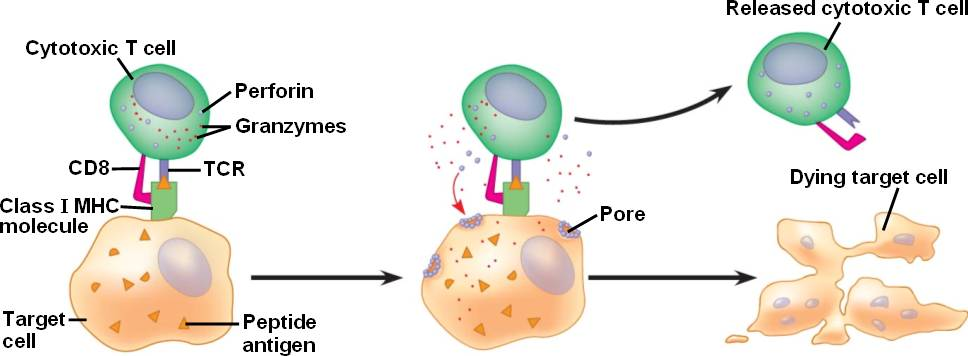 Released cytotoxic T cell
Cytotoxic T cell
Perforin
Granzymes
CD8
TCR
Class I MHC
molecule
Dying target cell
Pore
Target
cell
Peptide
antigen